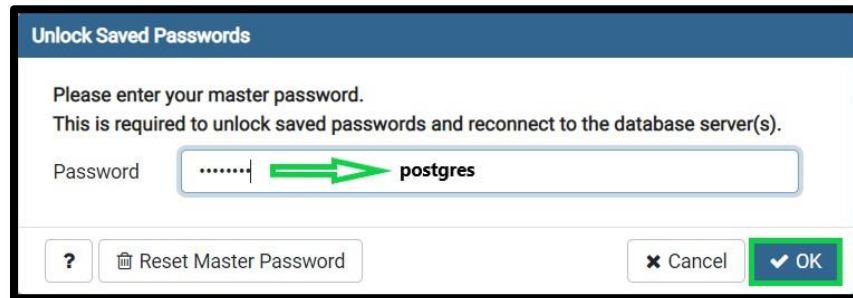 Unlock Saved Passwords
Please enter your master password.
This is required to unlock saved passwords and reconnect to the database server(s).
Password ········ postgres
? Reset Master Password Cancel OK